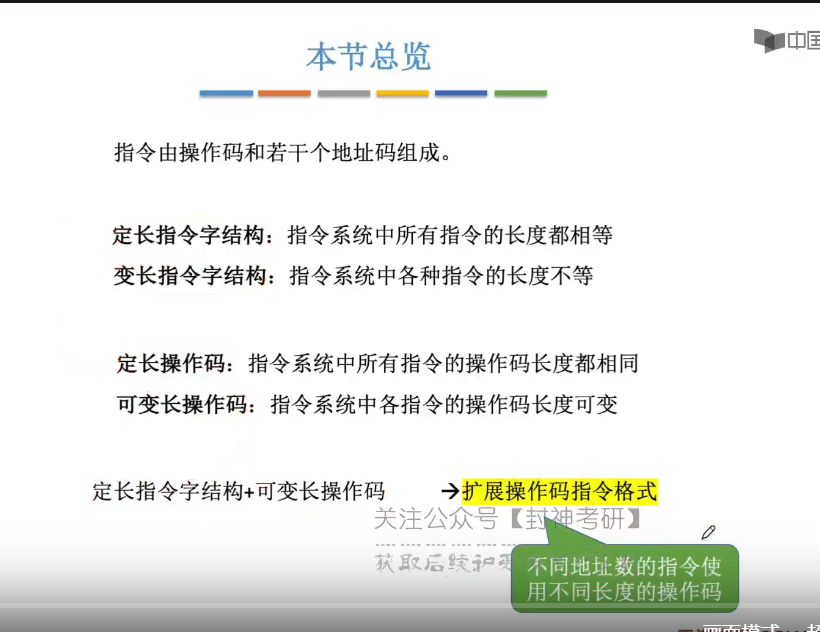 中国
本节总览
指令由操作码和若干个地址码组成。
定长指令字结构：指令系统中所有指令的长度都相等
变长指令字结构：指令系统中各种指令的长度不等
定长操作码：指令系统中所有指令的操作码长度都相同
可变长操作码：指令系统中各指令的操作码长度可变
定长指令字结构+可变长操作码 →扩展操作码指令格式
关注公众号【封神考研】
获取后续和更
不同地址数的指令使
用不同长度的操作码
画面模式